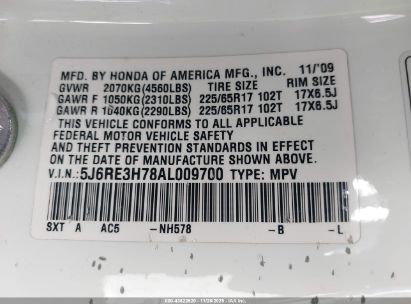 MFD. BY HONDA OF AMERICA MFG., INC. 11/'09
GVWR 2070KG(4560LBS) TIRE SIZE RIM SIZE
GAWR F 1050KG(2310LBS) 225/65R17 102T 17X6.5J
GAWR R 1040KG(2290LBS) 225/65R17 102T 17X6.5J
THIS VEHICLE CONFORMS TO ALL APPLICABLE
FEDERAL MOTOR VEHICLE SAFETY
AND THEFT PREVENTION STANDARDS IN EFFECT ON
THE DATE OF MANUFACTURE SHOWN ABOVE.
V.I.N.: 5J6RE3H78AL009700 TYPE: MPV
SXT A AC5 -NH578 -B -L